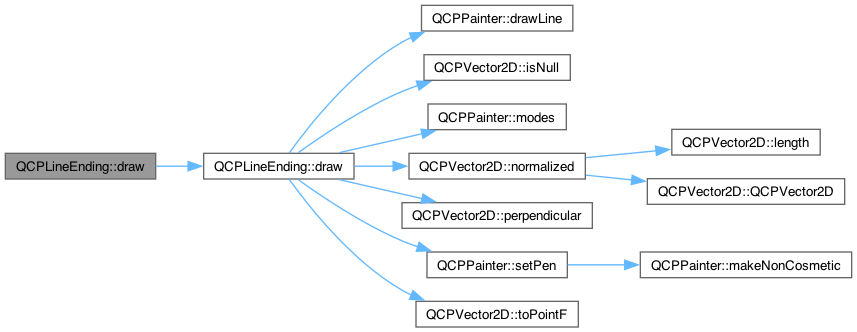 QCPPainter::drawLine
QCPVector2D::isNull
QCPPainter::modes
QCPVector2D::length
QCPLineEnding::draw
QCPLineEnding::draw
QCPVector2D::normalized
QCPVector2D::QCPVector2D
QCPVector2D::perpendicular
QCPPainter::setPen
QCPPainter::makeNonCosmetic
QCPVector2D::toPointF